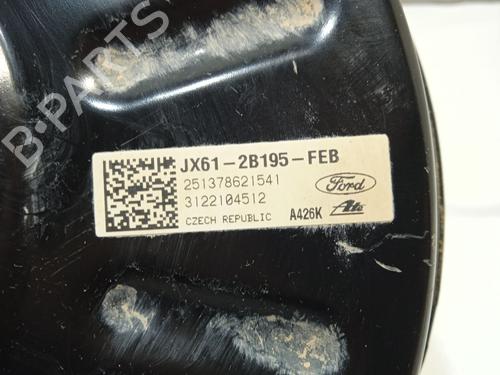 B-PARTS
JX61-2B195-FEB
251378621541
3122104512
CZECH REPUBLIC
A426K
Ford
Ate